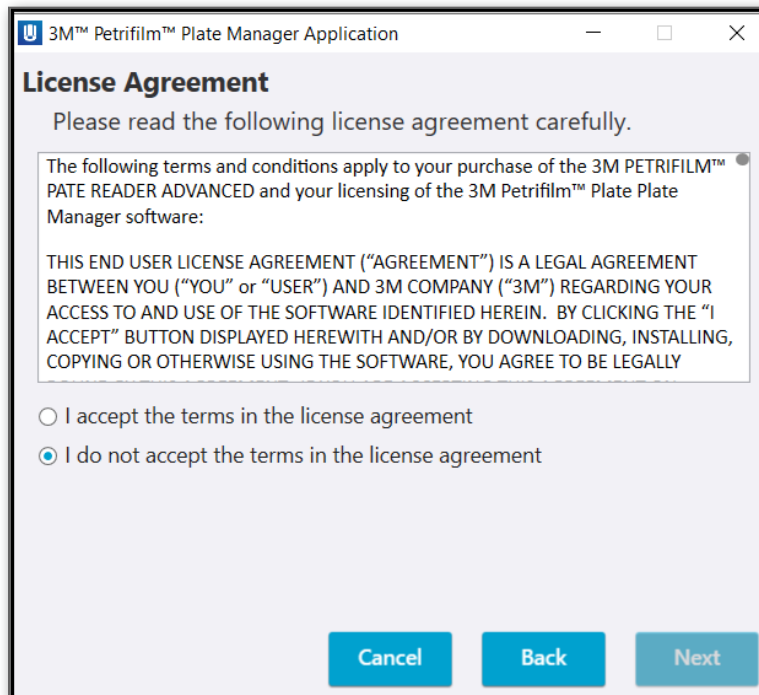 3M™ Petrifilm™ Plate Manager Application
License Agreement
Please read the following license agreement carefully.
The following terms and conditions apply to your purchase of the 3M PETRIFILM™
PATE READER ADVANCED and your licensing of the 3M Petrifilm™ Plate Plate
Manager software:
THIS END USER LICENSE AGREEMENT (“AGREEMENT”) IS A LEGAL AGREEMENT
BETWEEN YOU (“YOU” or “USER”) AND 3M COMPANY (“3M”) REGARDING YOUR
ACCESS TO AND USE OF THE SOFTWARE IDENTIFIED HEREIN.  BY CLICKING THE “I
ACCEPT” BUTTON DISPLAYED HEREWITH AND/OR BY DOWNLOADING, INSTALLING,
COPYING OR OTHERWISE USING THE SOFTWARE, YOU AGREE TO BE LEGALLY
I accept the terms in the license agreement
I do not accept the terms in the license agreement
Cancel Back Next